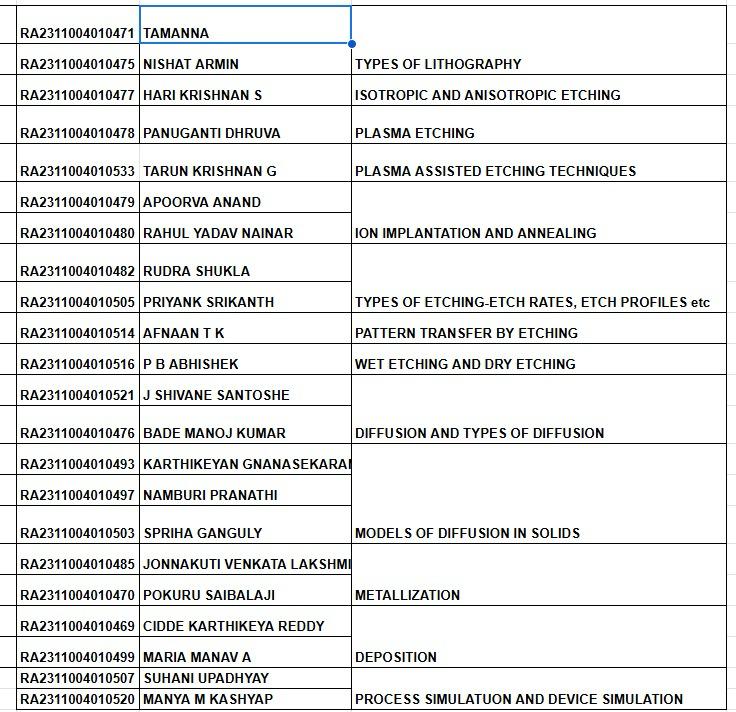 RA2311004010471 TAMANNA
RA2311004010475 NISHAT ARMIN TYPES OF LITHOGRAPHY
RA2311004010477 HARI KRISHNAN S ISOTROPIC AND ANISOTROPIC ETCHING
RA2311004010478 PANUGANTI DHRUVA PLASMA ETCHING
RA2311004010533 TARUN KRISHNAN G PLASMA ASSISTED ETCHING TECHNIQUES
RA2311004010479 APOORVA ANAND
RA2311004010480 RAHUL YADAV NAINAR ION IMPLANTATION AND ANNEALING
RA2311004010482 RUDRA SHUKLA
RA2311004010505 PRIYANK SRIKANTH TYPES OF ETCHING-ETCH RATES, ETCH PROFILES etc
RA2311004010514 AFNAAN T K PATTERN TRANSFER BY ETCHING
RA2311004010516 P B ABHISHEK WET ETCHING AND DRY ETCHING
RA2311004010521 J SHIVANE SANTOSHE
RA2311004010476 BADE MANOJ KUMAR DIFFUSION AND TYPES OF DIFFUSION
RA2311004010493 KARTHIKEYAN GNANASEKARA
RA2311004010497 NAMBURI PRANATHI
RA2311004010503 SPRIHA GANGULY MODELS OF DIFFUSION IN SOLIDS
RA2311004010485 JONNAKUTI VENKATA LAKSHMI
RA2311004010470 POKURU SAIBALAJI METALLIZATION
RA2311004010469 CIDDE KARTHIKEYA REDDY
RA2311004010499 MARIA MANAV A DEPOSITION
RA2311004010507 SUHANI UPADHYAY
RA2311004010520 MANYA M KASHYAP PROCESS SIMULATUON AND DEVICE SIMULATION